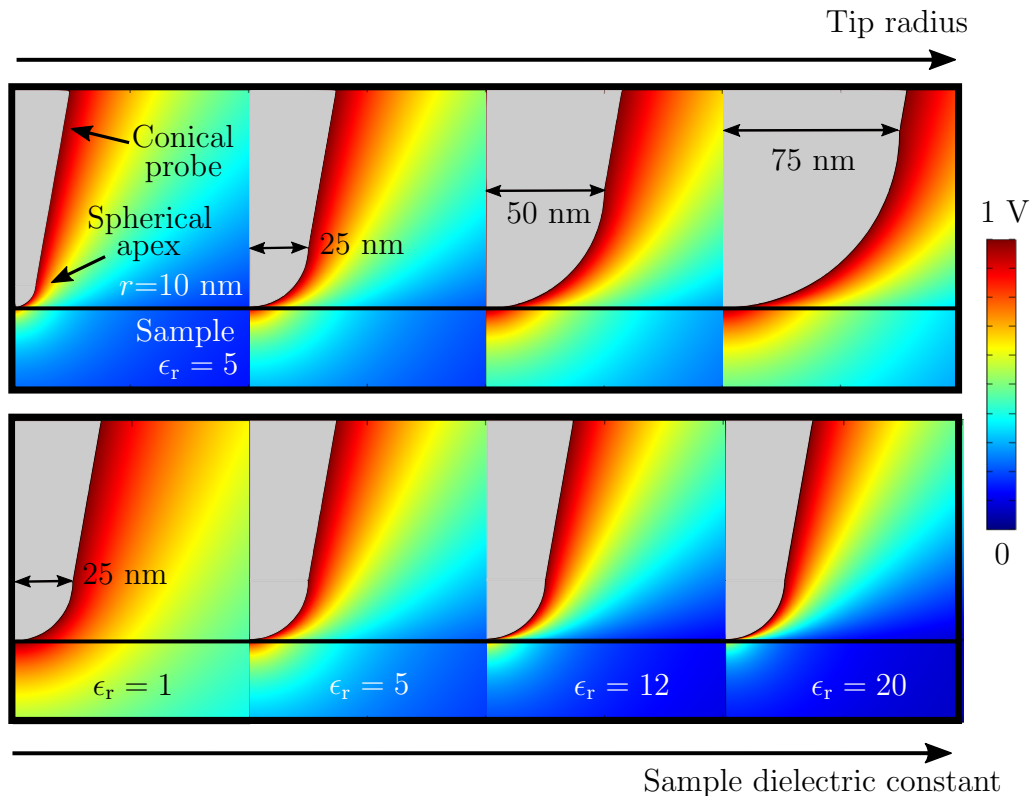 Tip radius
Conical
probe
Spherical
apex
r=10 nm
Sample
ϵr = 5
25 nm
50 nm
75 nm
1 V
0
25 nm
ϵr = 1
ϵr = 5
ϵr = 12
ϵr = 20
Sample dielectric constant